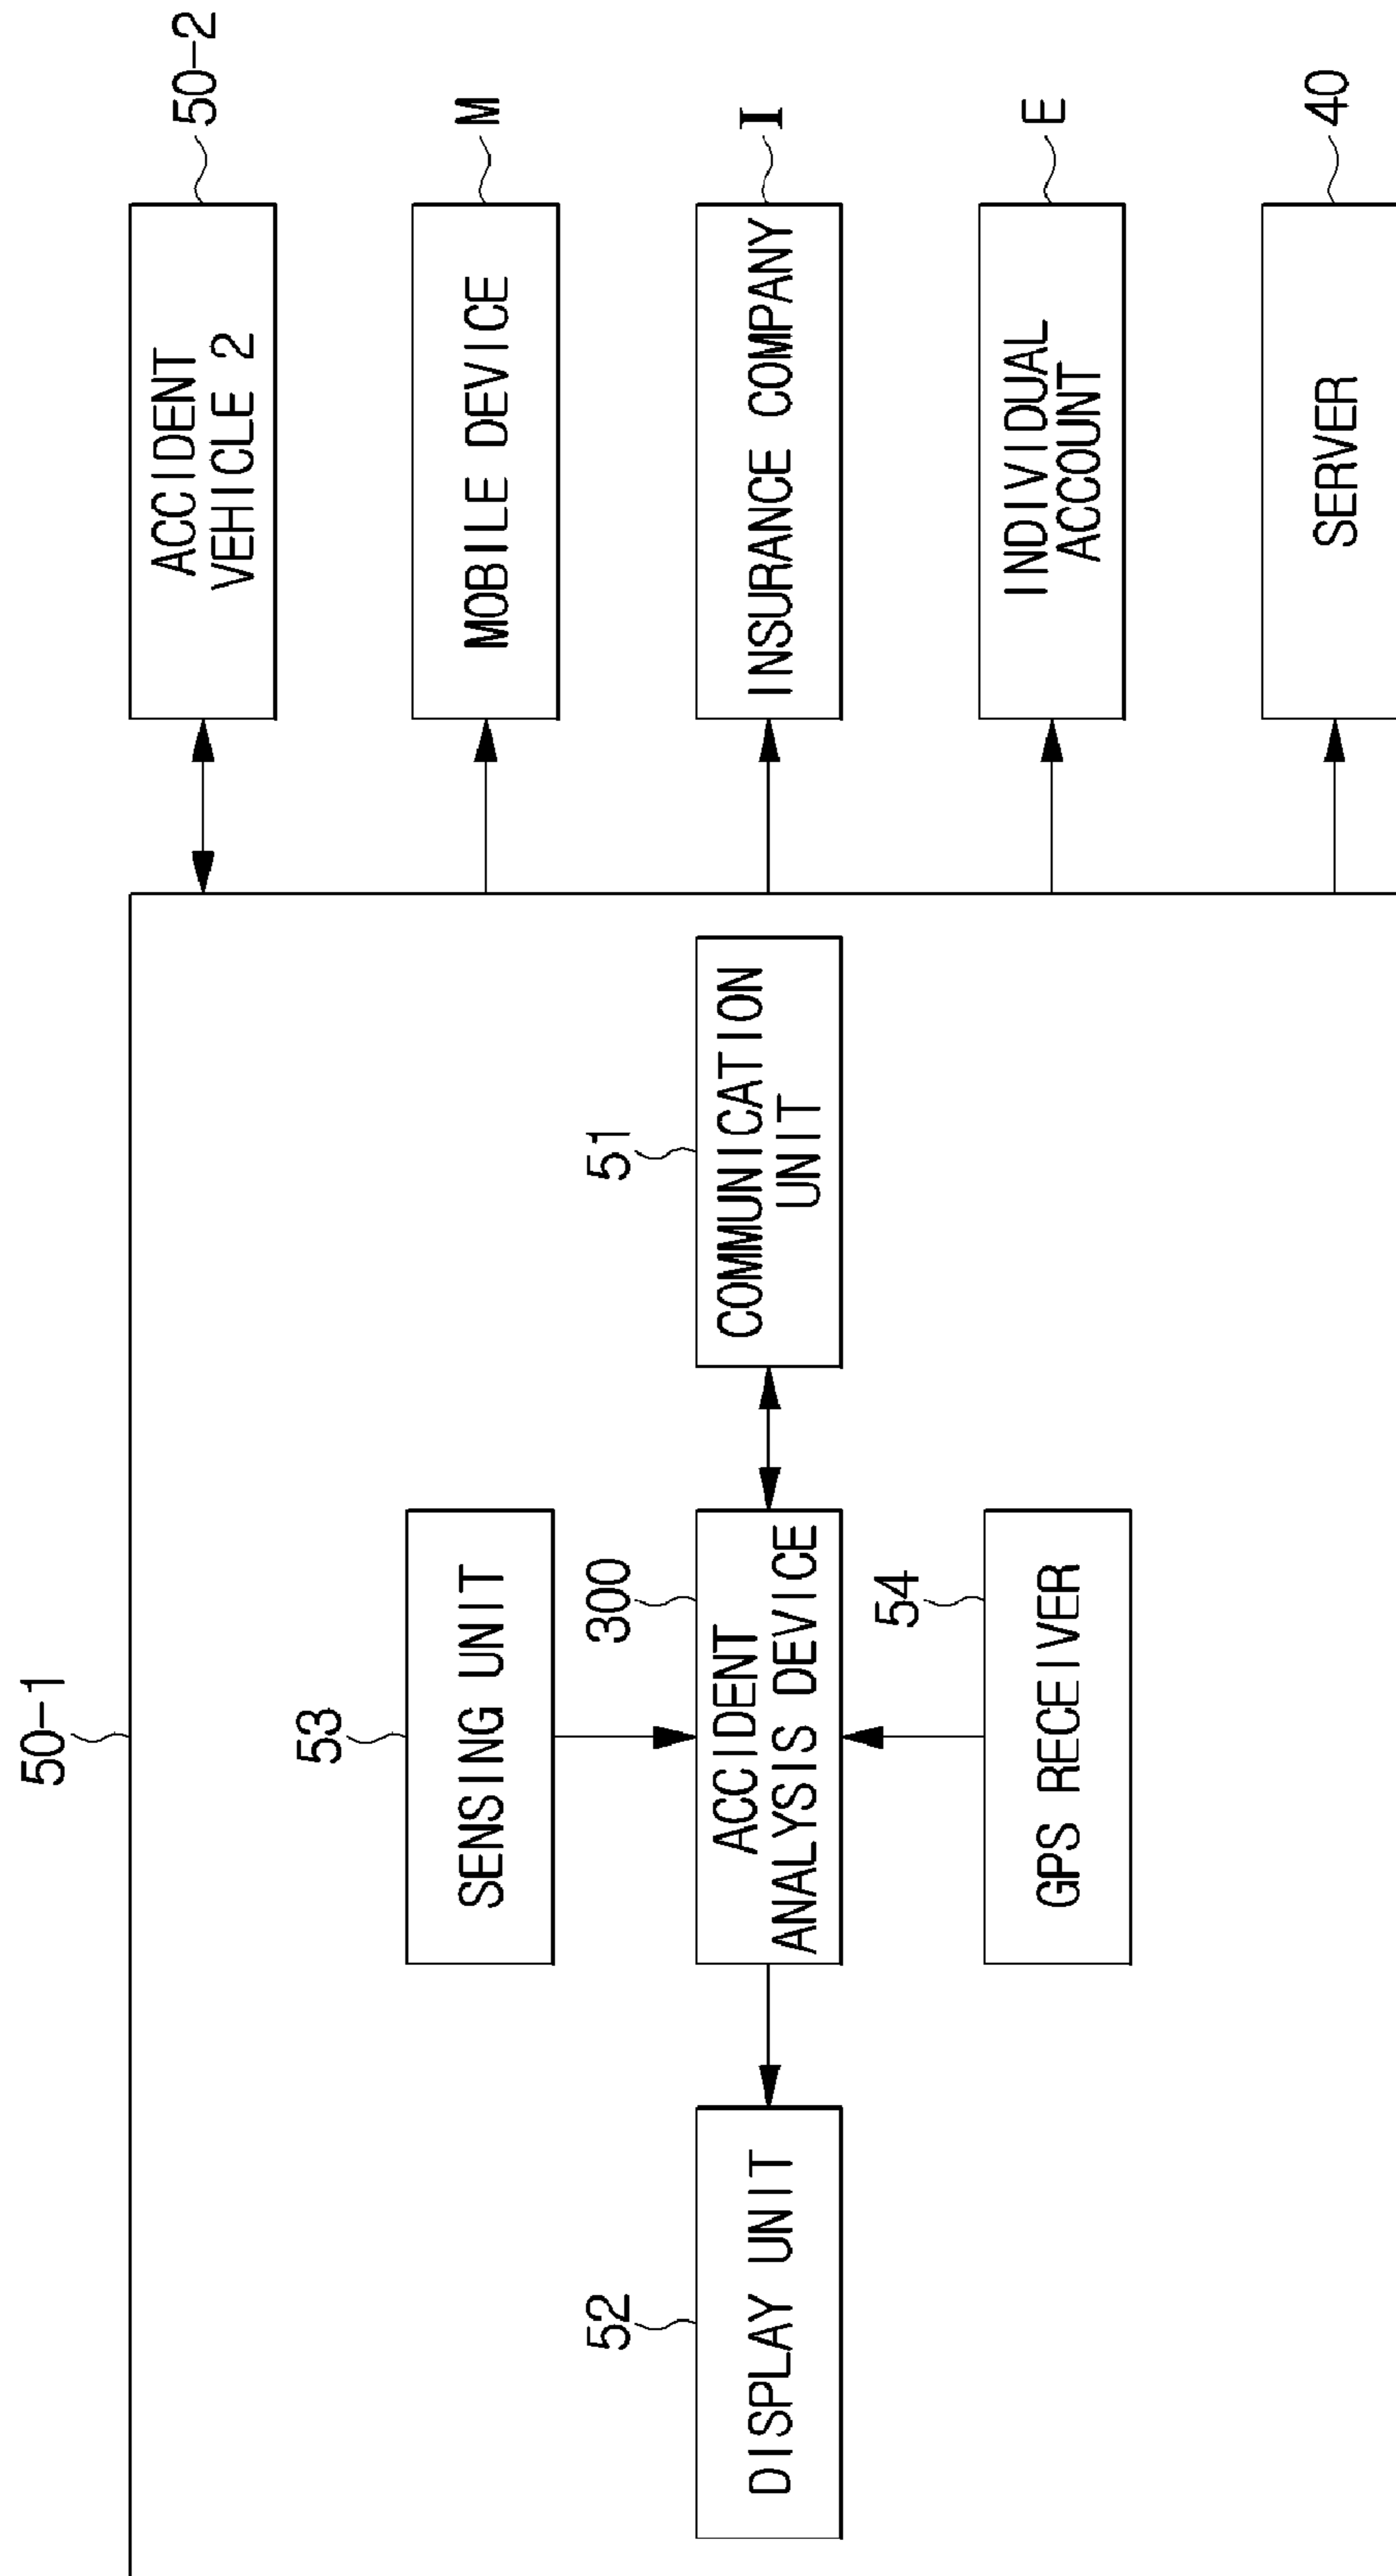 50-1
53
SENSING UNIT
52
DISPLAY UNIT
300
ACCIDENT
ANALYSIS DEVICE
51
COMMUNICATION
UNIT
54
GPS RECEIVER
ACCIDENT
VEHICLE 2
50-2
MOBILE DEVICE
M
INSURANCE COMPANY
I
INDIVIDUAL
ACCOUNT
E
SERVER
40